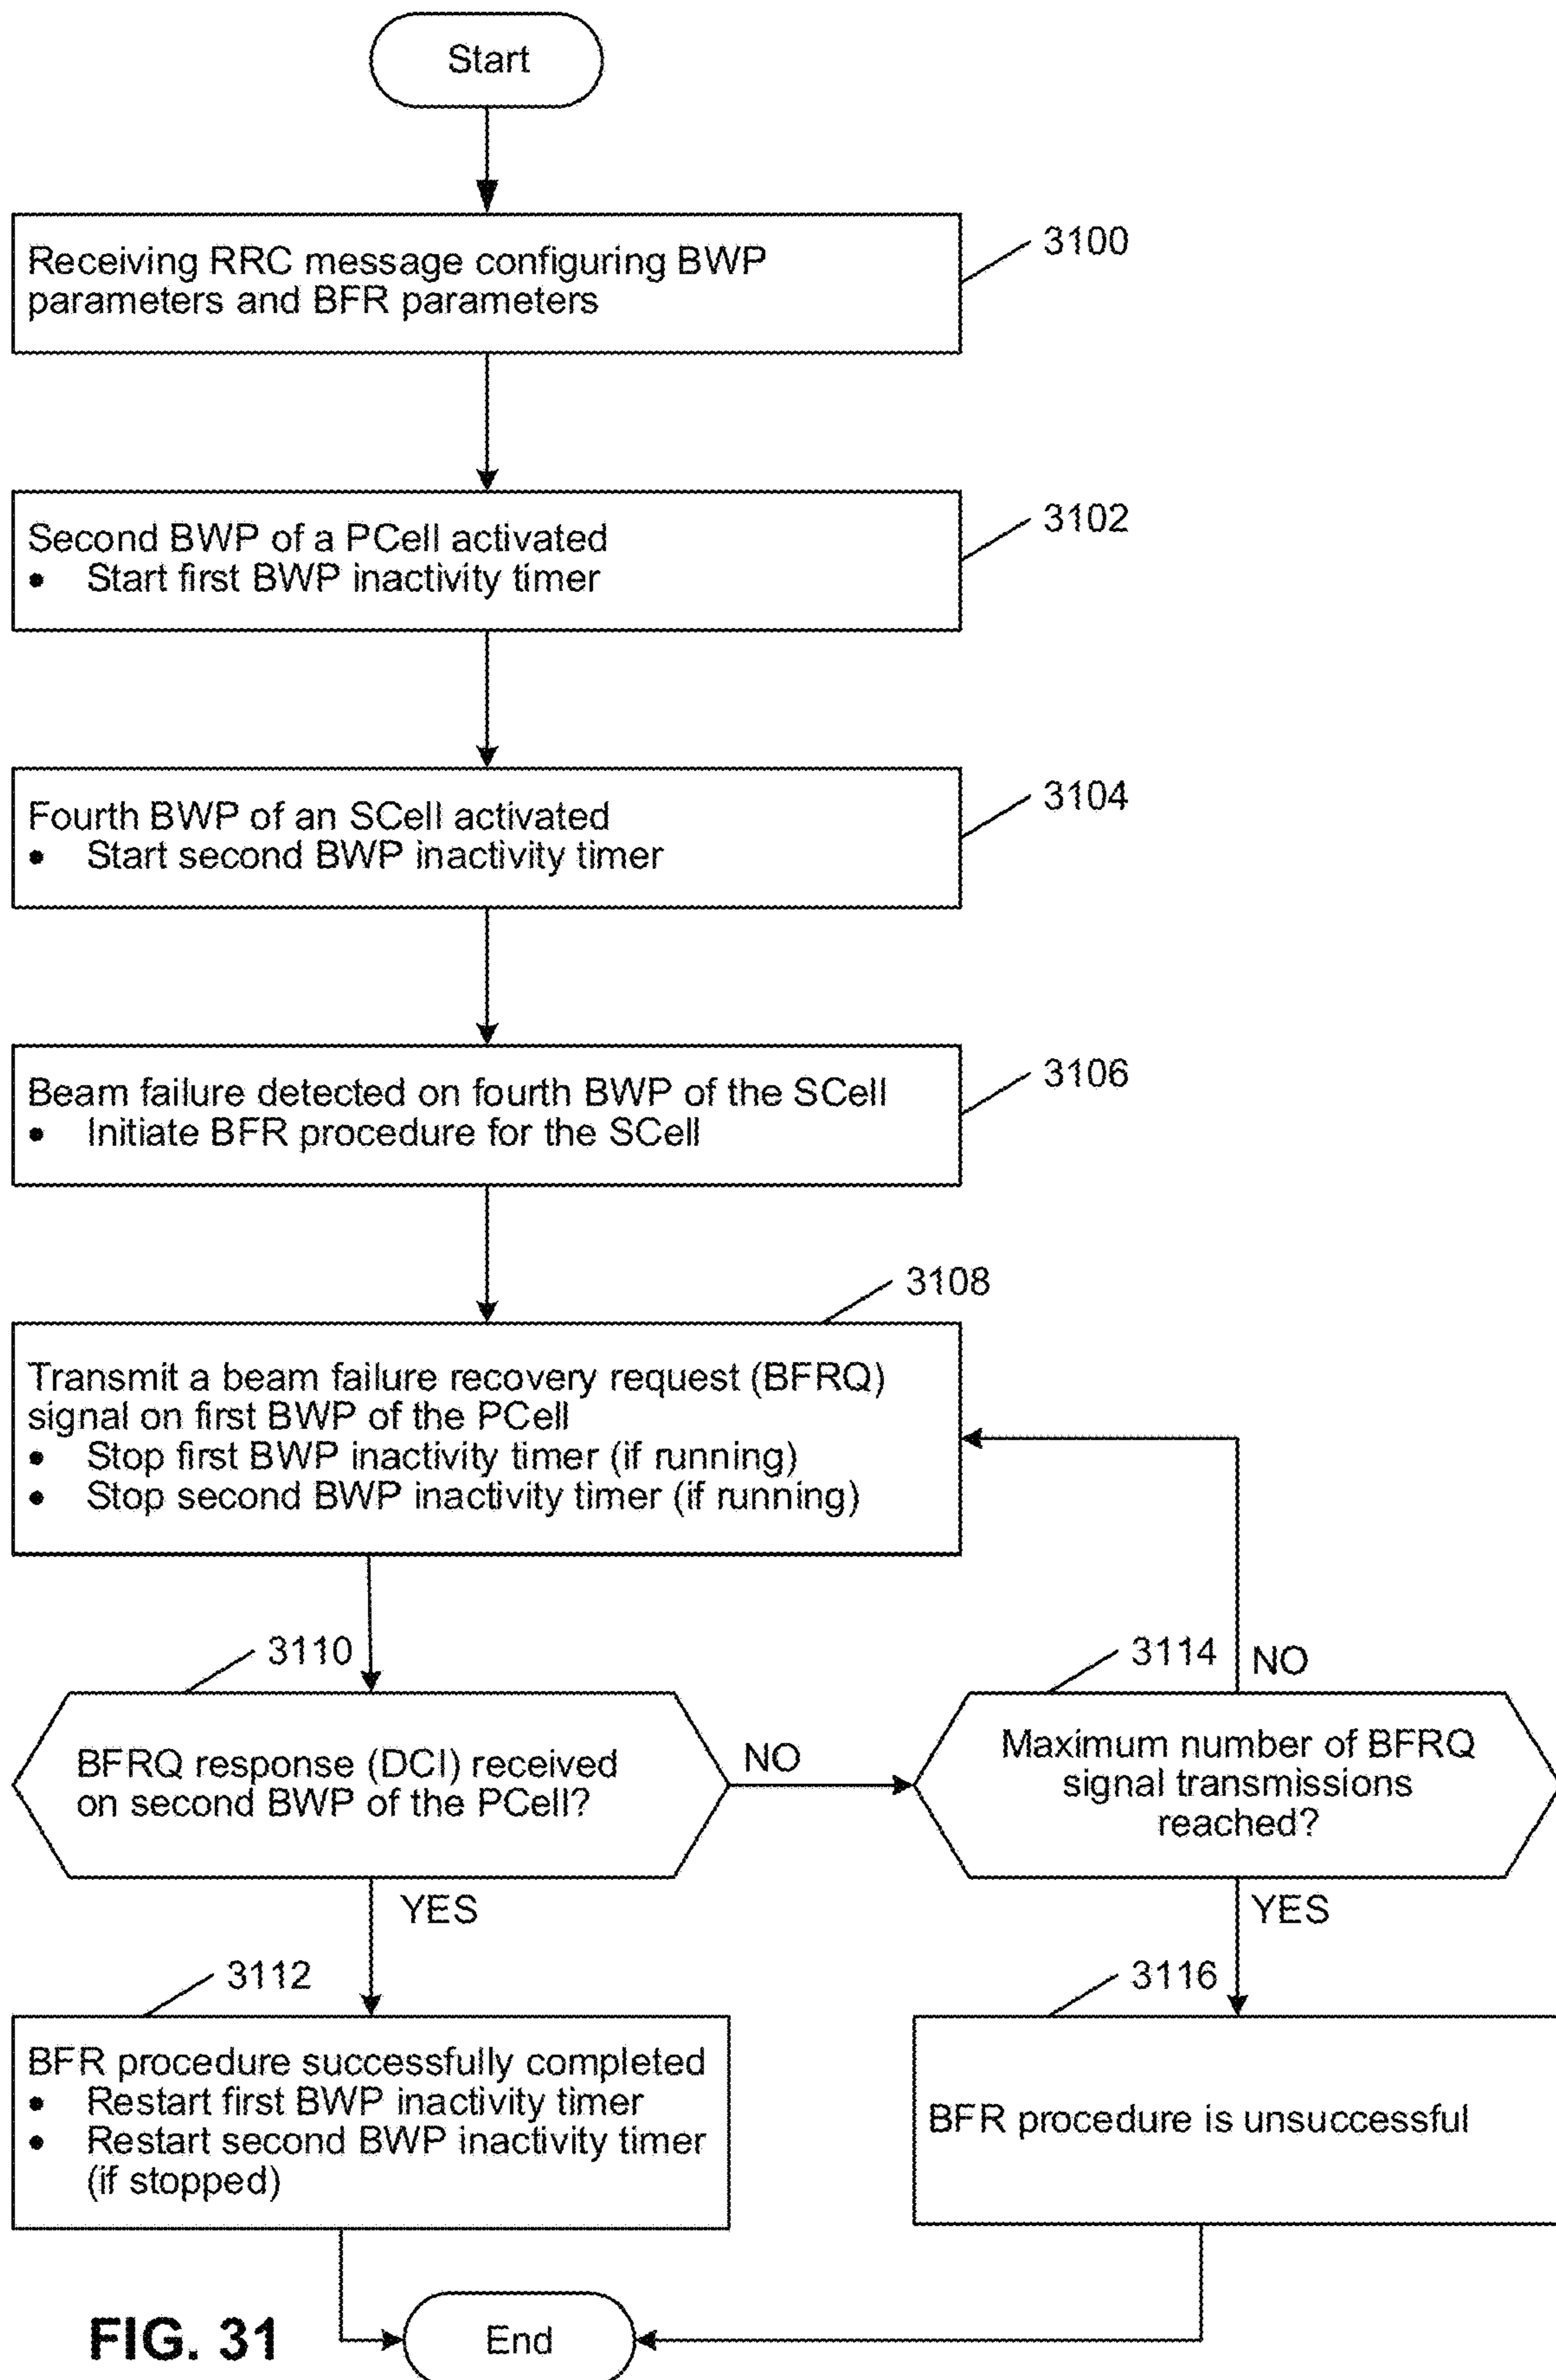 Start
3100
Receiving RRC message configuring BWP
parameters and BFR parameters
3102
Second BWP of a PCell activated
• Start first BWP inactivity timer
3104
Fourth BWP of an SCell activated
• Start second BWP inactivity timer
3106
Beam failure detected on fourth BWP of the SCell
• Initiate BFR procedure for the SCell
3108
Transmit a beam failure recovery request (BFRQ)
signal on first BWP of the PCell
• Stop first BWP inactivity timer (if running)
• Stop second BWP inactivity timer (if running)
3110
BFRQ response (DCI) received
on second BWP of the PCell?
NO
3114
NO
Maximum number of BFRQ
signal transmissions
reached?
YES
YES
3112
BFR procedure successfully completed
• Restart first BWP inactivity timer
• Restart second BWP inactivity timer
(if stopped)
3116
BFR procedure is unsuccessful
End
FIG. 31